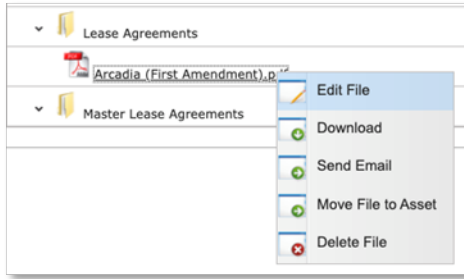 Lease Agreements
Arcadia (First Amendment).pdf
Edit File
Master Lease Agreements
Download
Send Email
Move File to Asset
Delete File